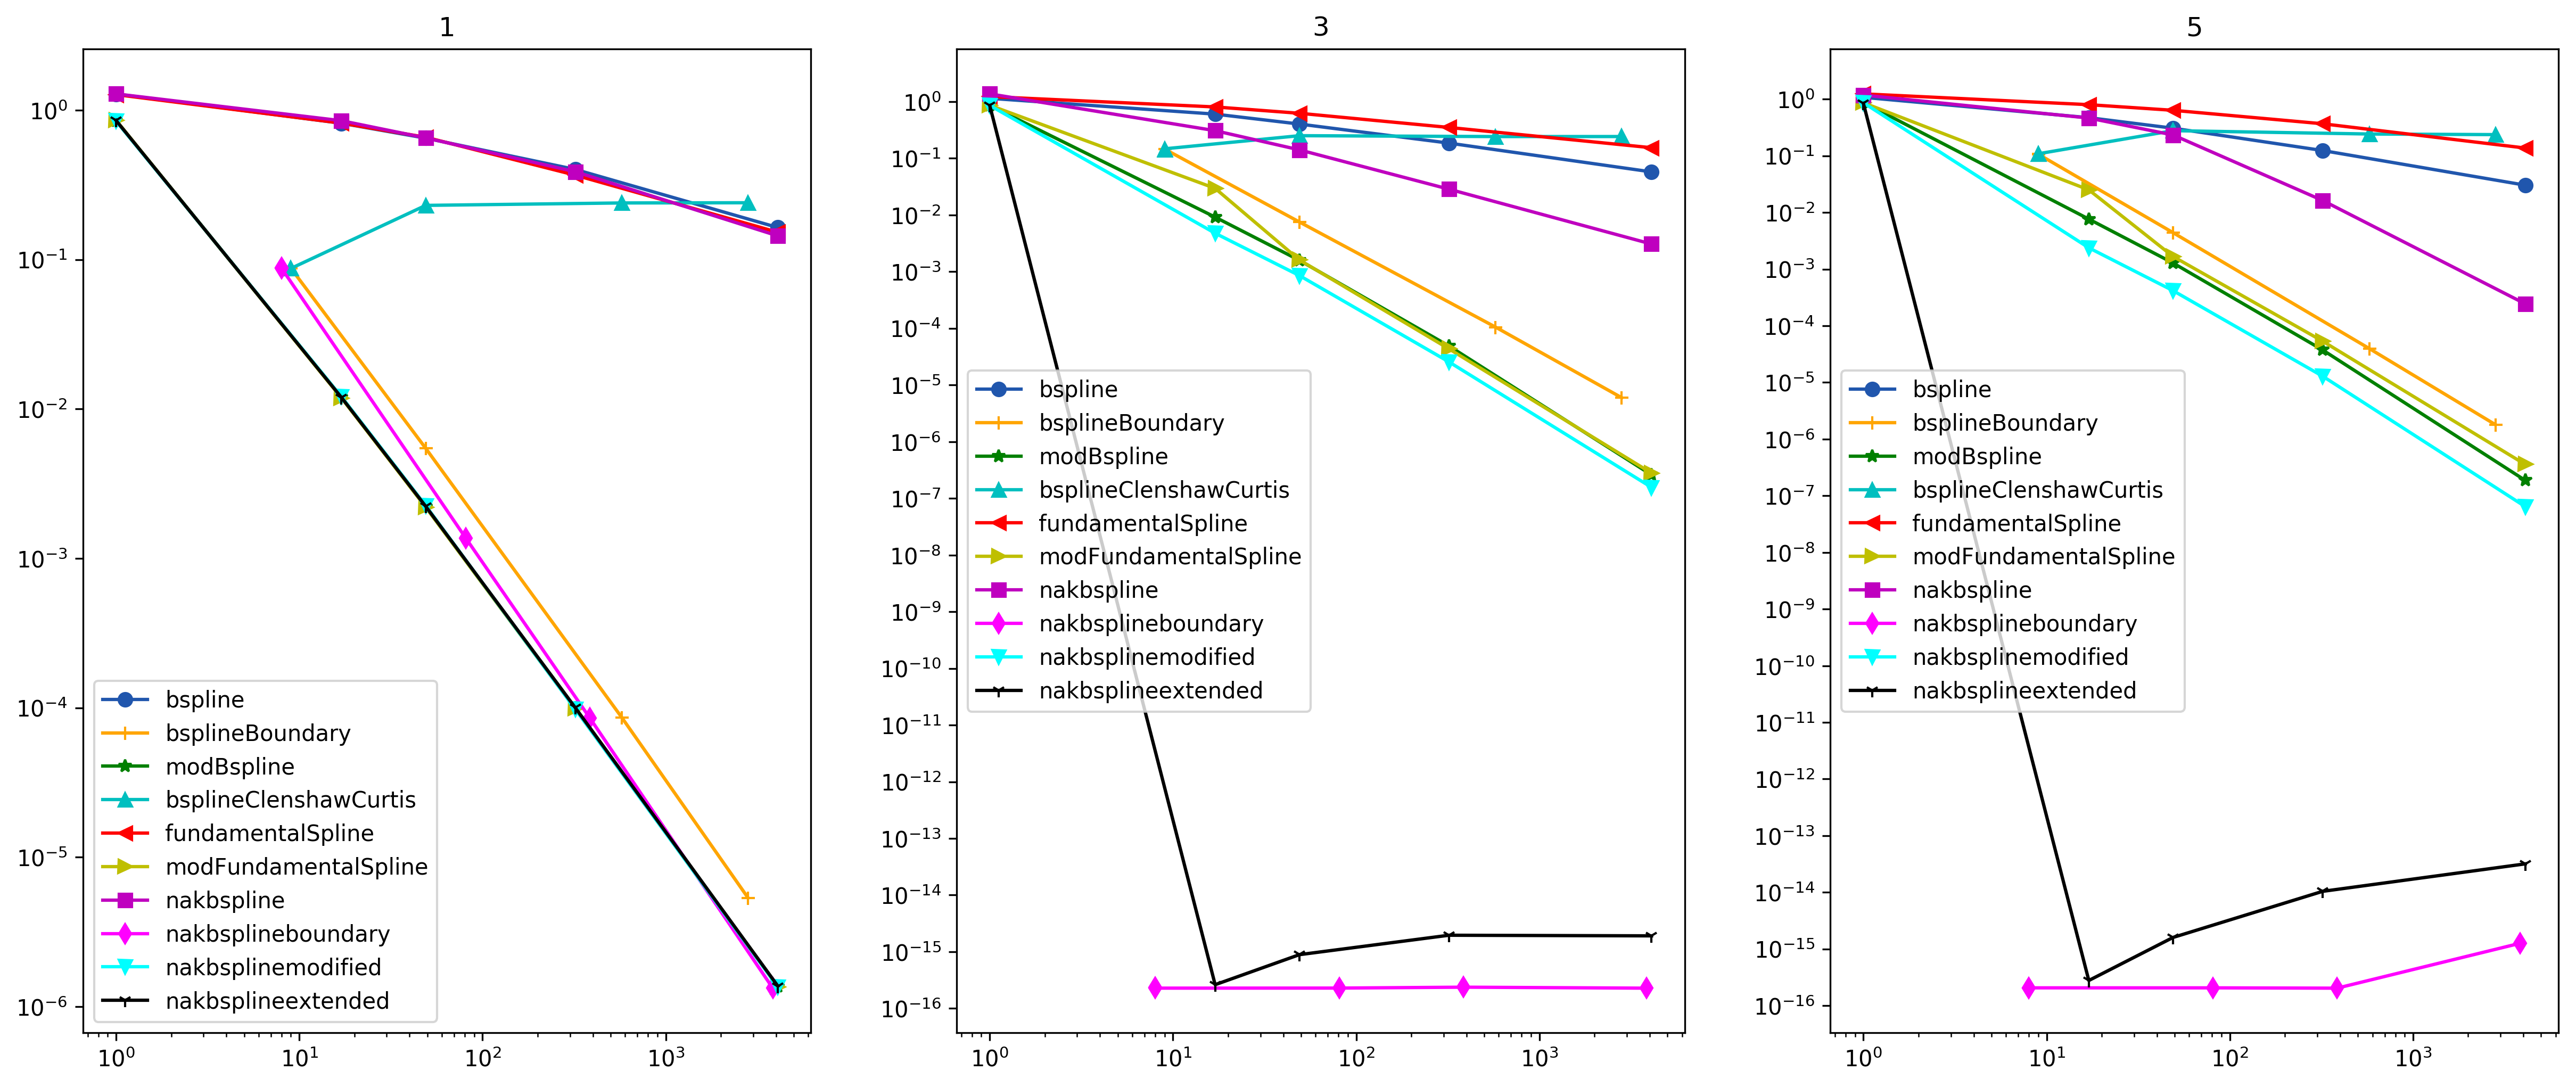 1
10^0
10^-1
10^-2
10^-3
10^-4
10^-5
10^-6
10^0
10^1
10^2
10^3
bspline
bsplineBoundary
modBspline
bsplineClenshawCurtis
fundamentalSpline
modFundamentalSpline
nakbspline
nakbsplineboundary
nakbsplinemodified
nakbsplineextended
3
10^0
10^-1
10^-2
10^-3
10^-4
10^-5
10^-6
10^-7
10^-8
10^-9
10^-10
10^-11
10^-12
10^-13
10^-14
10^-15
10^-16
10^0
10^1
10^2
10^3
bspline
bsplineBoundary
modBspline
bsplineClenshawCurtis
fundamentalSpline
modFundamentalSpline
nakbspline
nakbsplineboundary
nakbsplinemodified
nakbsplineextended
5
10^0
10^-1
10^-2
10^-3
10^-4
10^-5
10^-6
10^-7
10^-8
10^-9
10^-10
10^-11
10^-12
10^-13
10^-14
10^-15
10^-16
10^0
10^1
10^2
10^3
bspline
bsplineBoundary
modBspline
bsplineClenshawCurtis
fundamentalSpline
modFundamentalSpline
nakbspline
nakbsplineboundary
nakbsplinemodified
nakbsplineextended